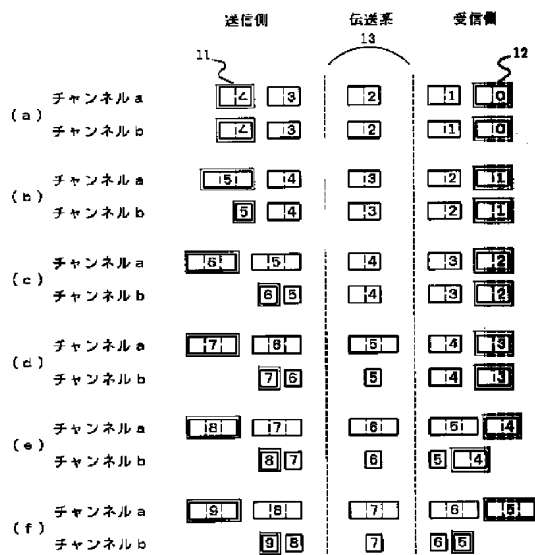 送信側 伝送系 受信側
11 13 12
チャンネルa 4 3 2 1 0
(a)
チャンネルb 4 3 2 1 0
チャンネルa 5 4 3 2 1
(b)
チャンネルb 5 4 3 2 1
チャンネルa 6 5 4 3 2
(c)
チャンネルb 6 5 4 3 2
チャンネルa 7 6 5 4 3
(d)
チャンネルb 7 6 5 4 3
チャンネルa 8 7 6 5 4
(e)
チャンネルb 8 7 6 5 4
チャンネルa 9 8 7 6 5
(f)
チャンネルb 9 8 7 6 5